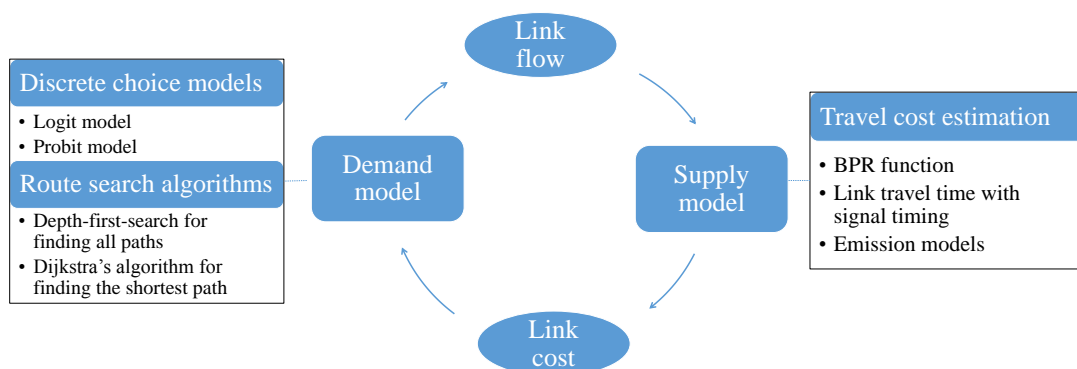 Link
flow
Discrete choice models
• Logit model
• Probit model
Route search algorithms
• Depth-first-search for
finding all paths
• Dijkstra’s algorithm for
finding the shortest path
Demand
model
Supply
model
Travel cost estimation
• BPR function
• Link travel time with
signal timing
• Emission models
Link
cost